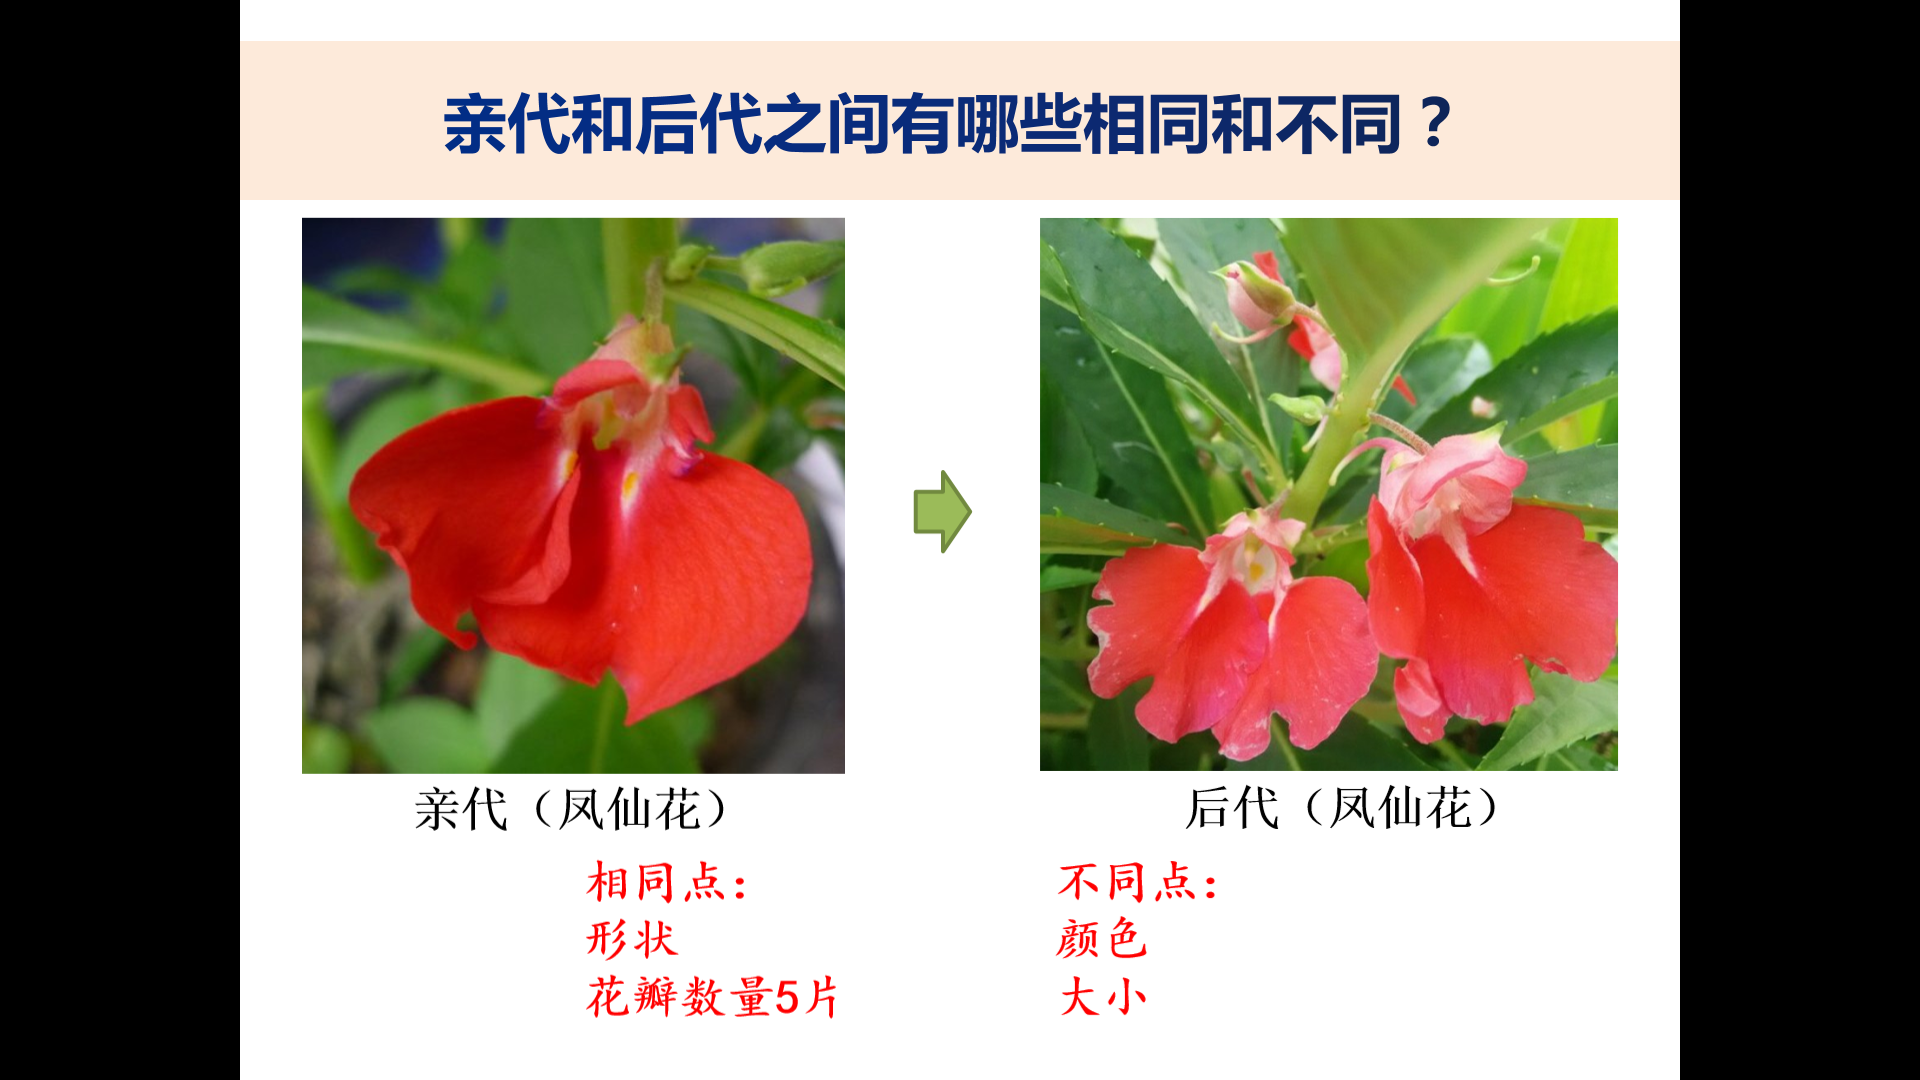 亲代和后代之间有哪些相同和不同？
亲代（凤仙花）
后代（凤仙花）
相同点：
形状
花瓣数量5片
不同点：
颜色
大小